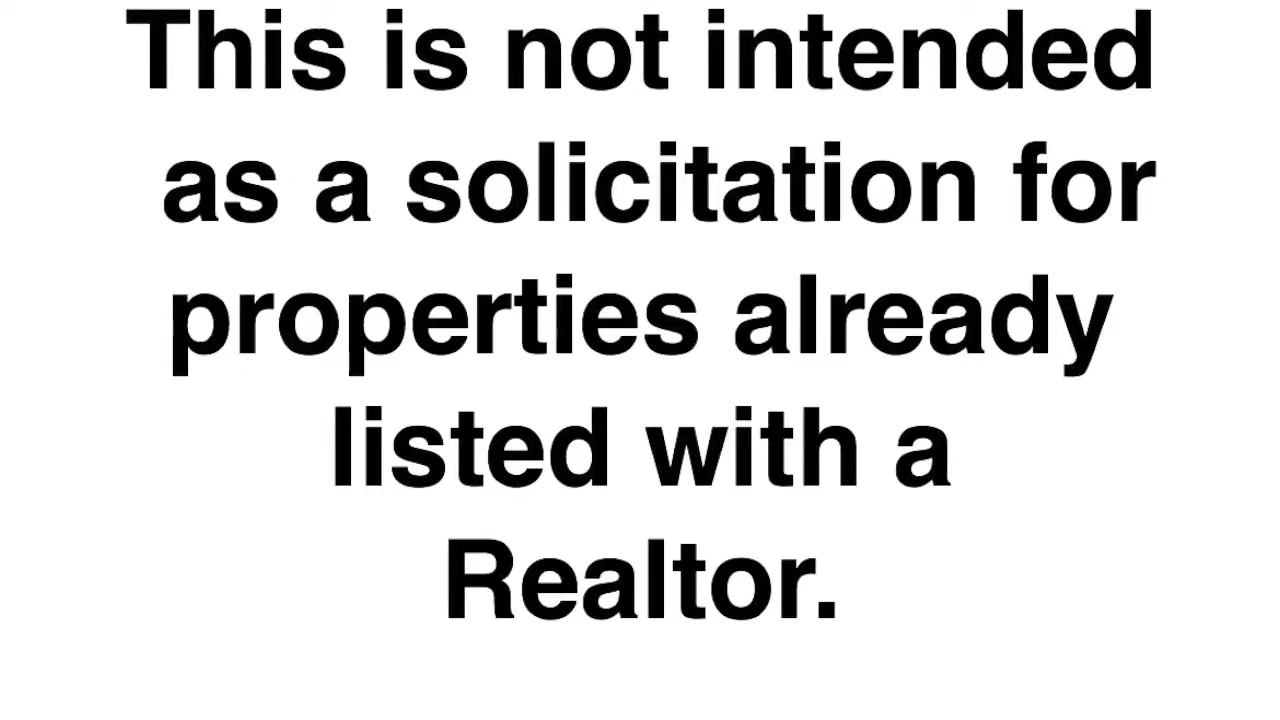 This is not intended
as a solicitation for
properties already
listed with a
Realtor.